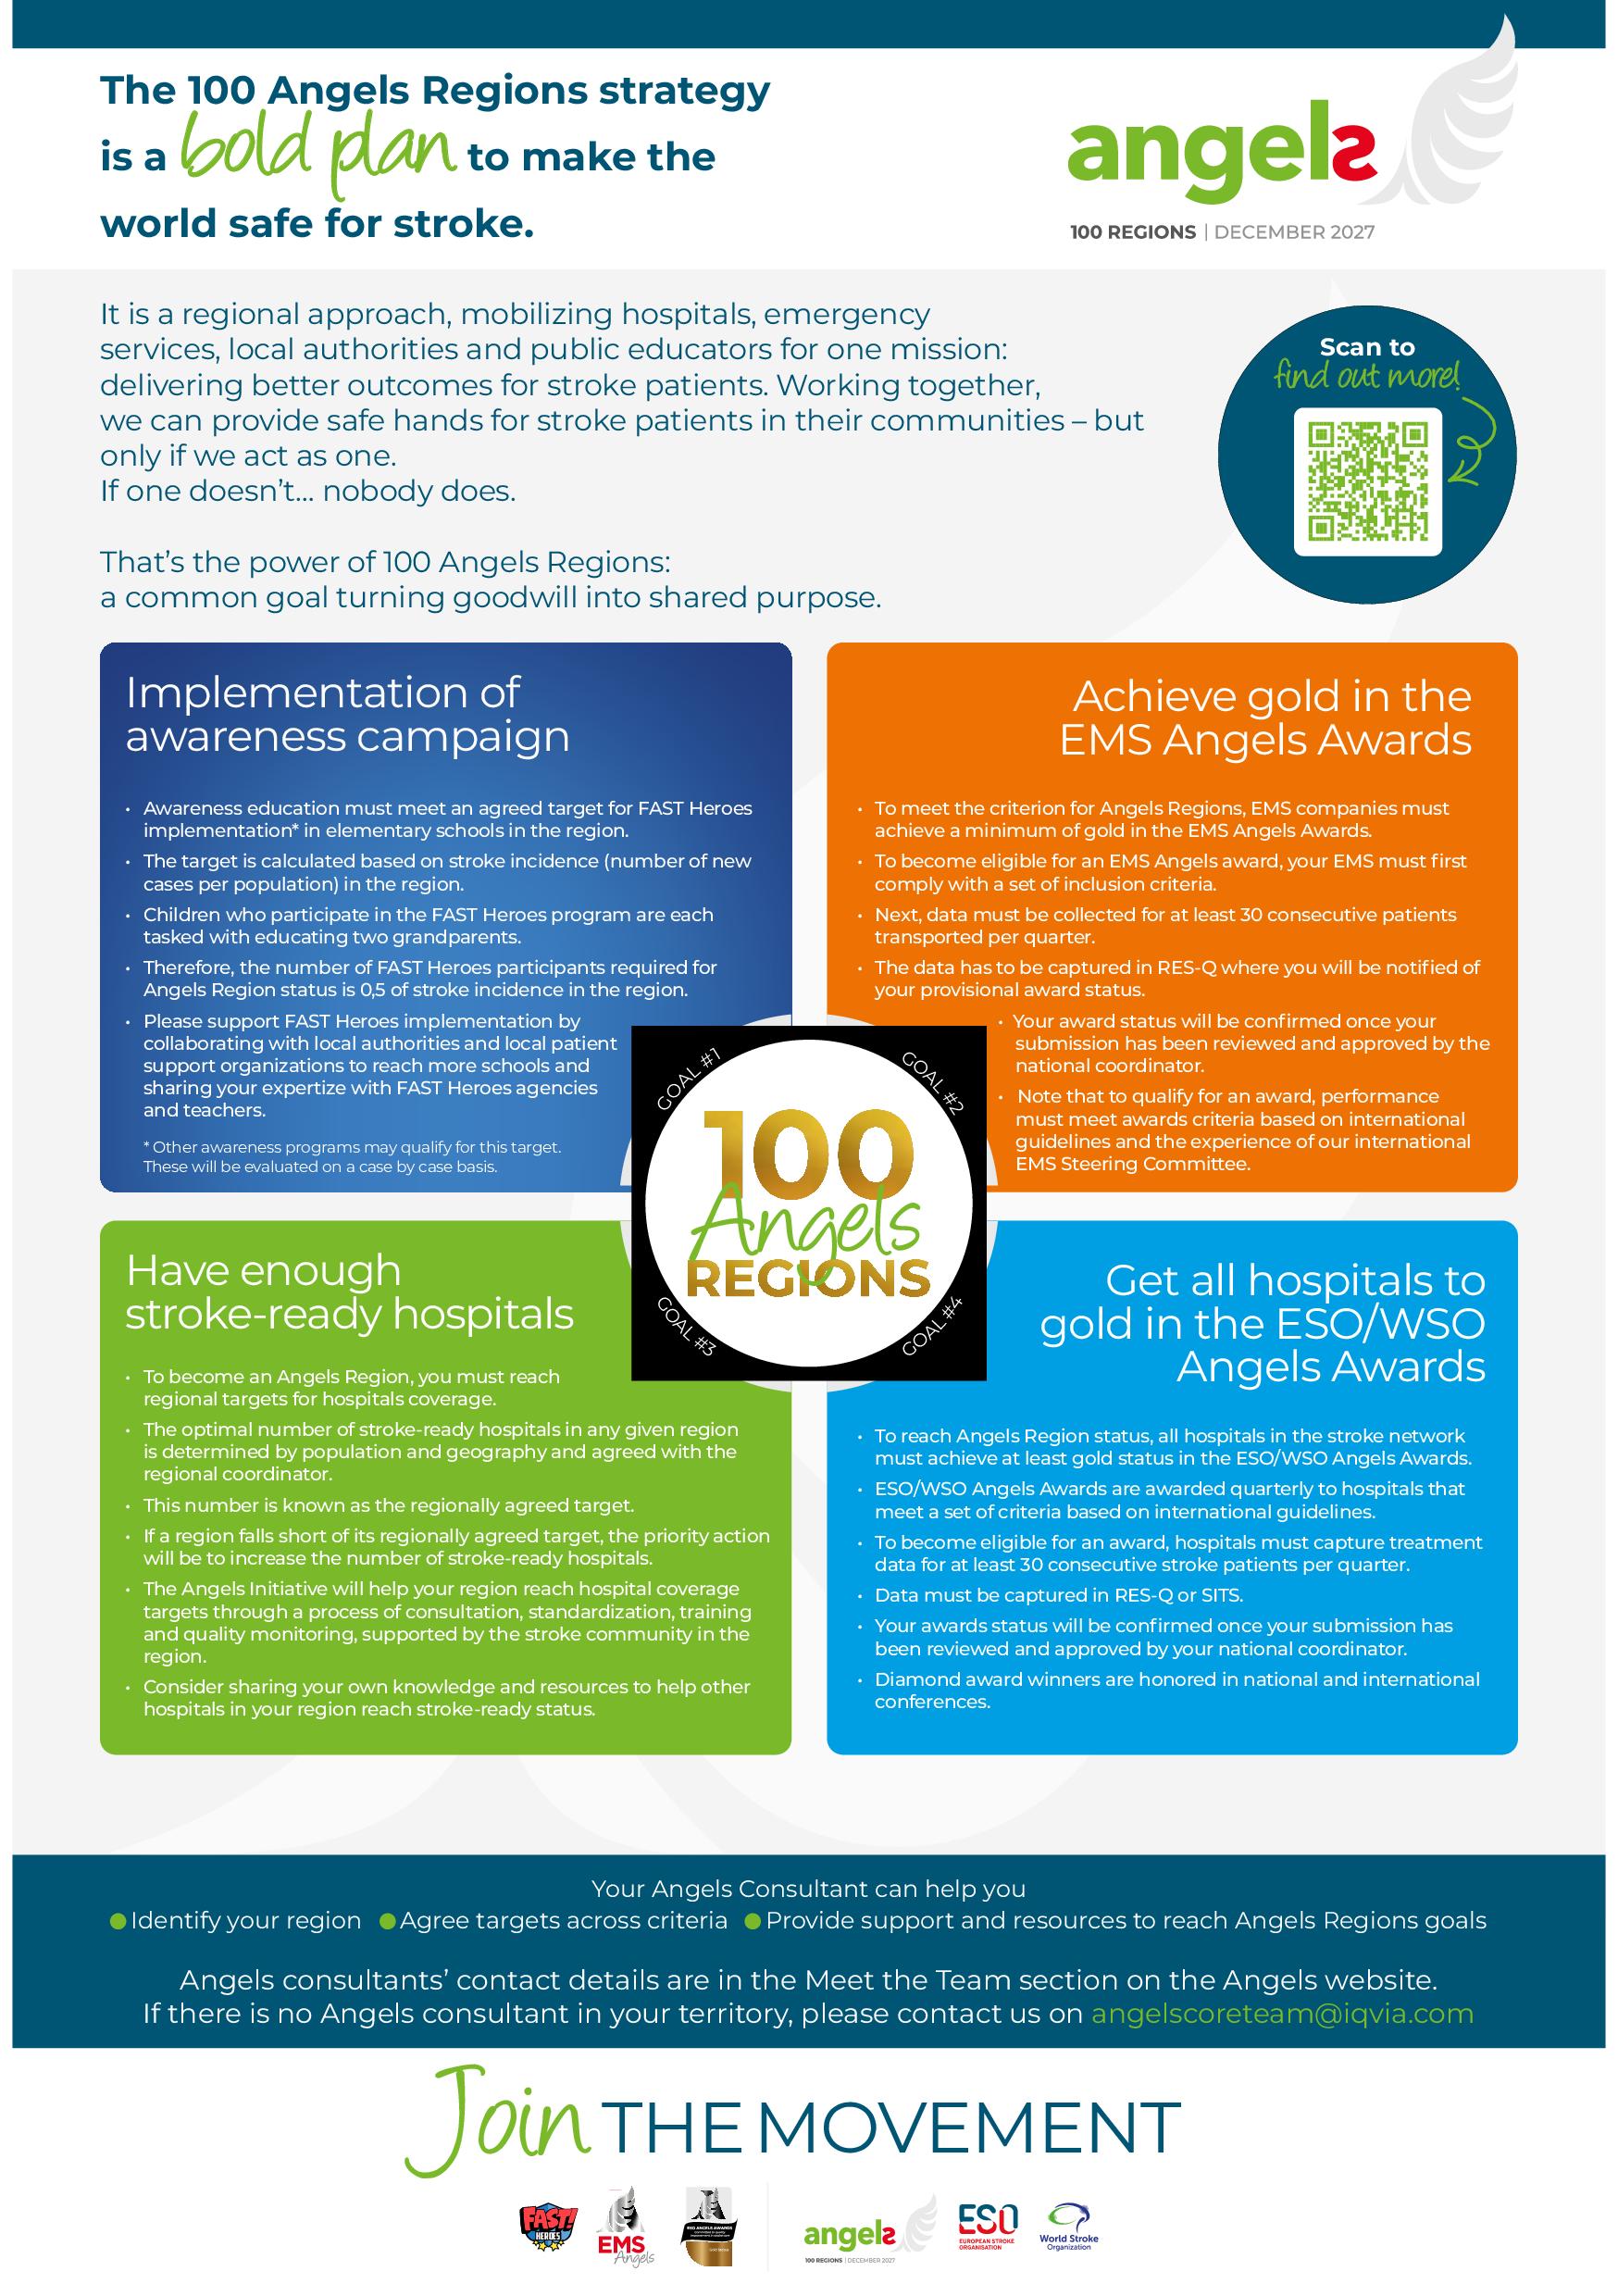 The 100 Angels Regions strategy
is a bold plan to make the
world safe for stroke.
angels
100 REGIONS | DECEMBER 2027
It is a regional approach, mobilizing hospitals, emergency
services, local authorities and public educators for one mission:
delivering better outcomes for stroke patients. Working together,
we can provide safe hands for stroke patients in their communities – but
only if we act as one.
If one doesn't... nobody does.
That's the power of 100 Angels Regions:
a common goal turning goodwill into shared purpose.
Scan to
find out more!
Implementation of
awareness campaign
• Awareness education must meet an agreed target for FAST Heroes
implementation* in elementary schools in the region.
• The target is calculated based on stroke incidence (number of new
cases per population) in the region.
• Children who participate in the FAST Heroes program are each
tasked with educating two grandparents.
• Therefore, the number of FAST Heroes participants required for
Angels Region status is 0,5 of stroke incidence in the region.
• Please support FAST Heroes implementation by
collaborating with local authorities and local patient
support organizations to reach more schools and
sharing your expertize with FAST Heroes agencies
and teachers.
* Other awareness programs may qualify for this target.
These will be evaluated on a case by case basis.
Achieve gold in the
EMS Angels Awards
• To meet the criterion for Angels Regions, EMS companies must
achieve a minimum of gold in the EMS Angels Awards.
• To become eligible for an EMS Angels award, your EMS must first
comply with a set of inclusion criteria.
• Next, data must be collected for at least 30 consecutive patients
transported per quarter.
• The data has to be captured in RES-Q where you will be notified of
your provisional award status.
• Your award status will be confirmed once your
submission has been reviewed and approved by the
national coordinator.
• Note that to qualify for an award, performance
must meet awards criteria based on international
guidelines and the experience of our international
EMS Steering Committee.
GOAL #1
GOAL #2
100
Angels
REGIONS
GOAL #3
GOAL #4
Have enough
stroke-ready hospitals
• To become an Angels Region, you must reach
regional targets for hospitals coverage.
• The optimal number of stroke-ready hospitals in any given region
is determined by population and geography and agreed with the
regional coordinator.
• This number is known as the regionally agreed target.
• If a region falls short of its regionally agreed target, the priority action
will be to increase the number of stroke-ready hospitals.
• The Angels Initiative will help your region reach hospital coverage
targets through a process of consultation, standardization, training
and quality monitoring, supported by the stroke community in the
region.
• Consider sharing your own knowledge and resources to help other
hospitals in your region reach stroke-ready status.
Get all hospitals to
gold in the ESO/WSO
Angels Awards
• To reach Angels Region status, all hospitals in the stroke network
must achieve at least gold status in the ESO/WSO Angels Awards.
• ESO/WSO Angels Awards are awarded quarterly to hospitals that
meet a set of criteria based on international guidelines.
• To become eligible for an award, hospitals must capture treatment
data for at least 30 consecutive stroke patients per quarter.
• Data must be captured in RES-Q or SITS.
• Your awards status will be confirmed once your submission has
been reviewed and approved by your national coordinator.
• Diamond award winners are honored in national and international
conferences.
Your Angels Consultant can help you
● Identify your region ● Agree targets across criteria ● Provide support and resources to reach Angels Regions goals
Angels consultants' contact details are in the Meet the Team section on the Angels website.
If there is no Angels consultant in your territory, please contact us on angelscoreteam@iqvia.com
Join THE MOVEMENT
FAST!
HEROES
EMS
Angels
angels
100 REGIONS | DECEMBER 2027
ESO
EUROPEAN STROKE
ORGANISATION
World Stroke
Organization